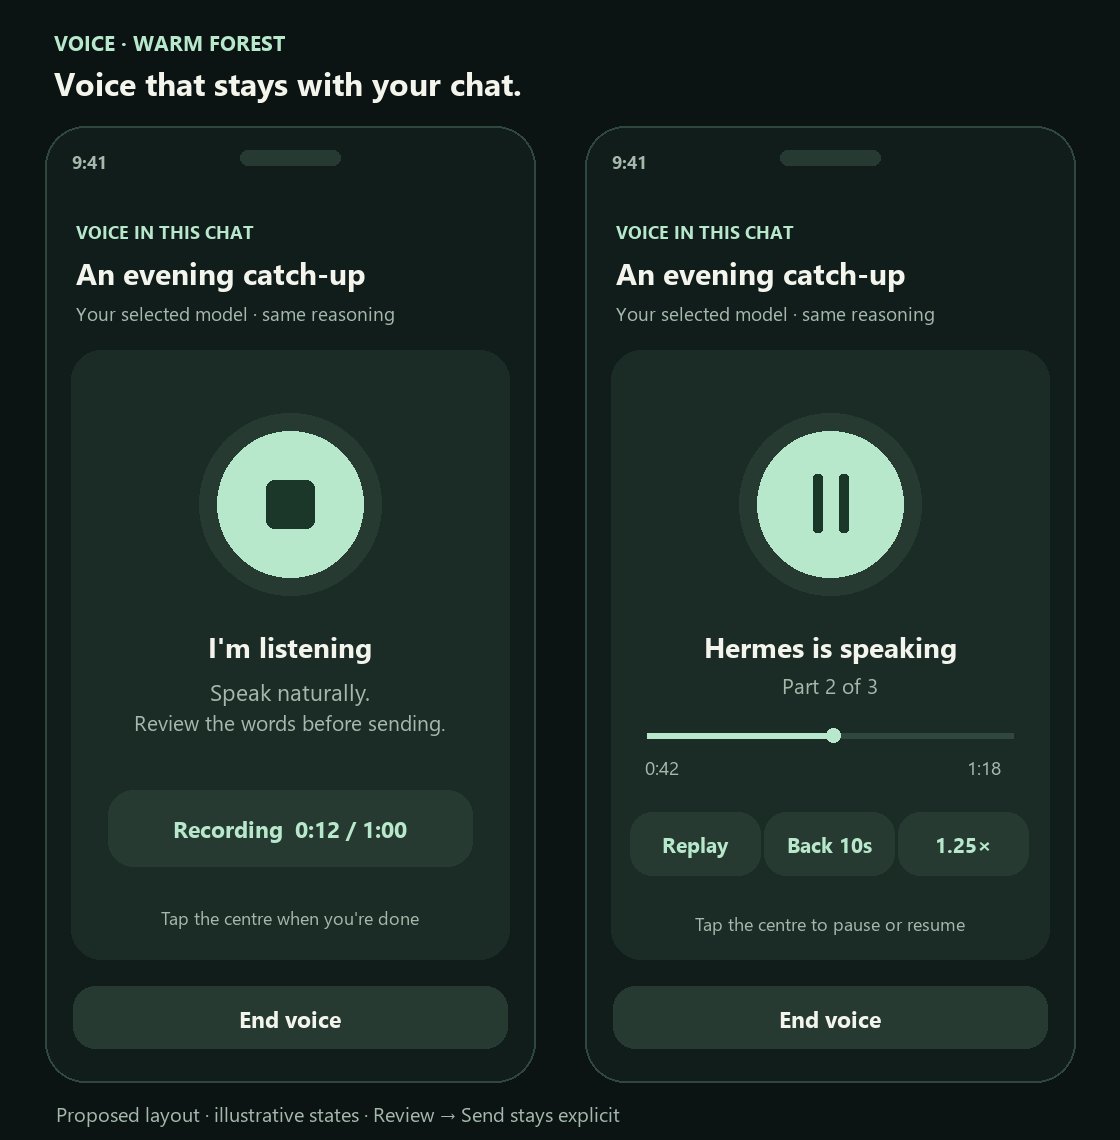 VOICE · WARM FOREST
Voice that stays with your chat.
9:41
VOICE IN THIS CHAT
An evening catch-up
Your selected model · same reasoning
I'm listening
Speak naturally.
Review the words before sending.
Recording 0:12 / 1:00
Tap the centre when you're done
End voice
9:41
VOICE IN THIS CHAT
An evening catch-up
Your selected model · same reasoning
Hermes is speaking
Part 2 of 3
0:42 1:18
Replay Back 10s 1.25×
Tap the centre to pause or resume
End voice
Proposed layout · illustrative states · Review → Send stays explicit